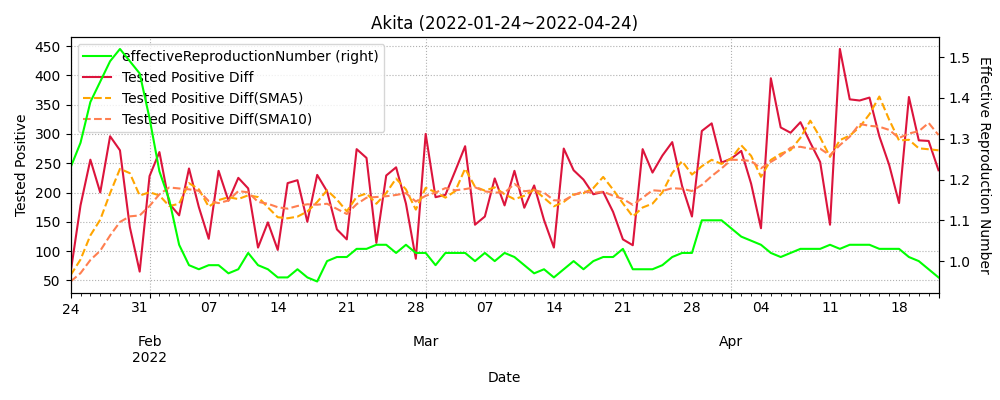 Akita (2022-01-24~2022-04-24)
effectiveReproductionNumber (right)
Tested Positive Diff
Tested Positive Diff(SMA5)
Tested Positive Diff(SMA10)
Tested Positive
450
400
350
300
250
200
150
100
50
1.5
1.4
1.3
1.2
1.1
1.0
Effective Reproduction Number
24 31 07 14 21 28 07 14 21 28 04 11 18
Feb Mar Apr
2022
Date